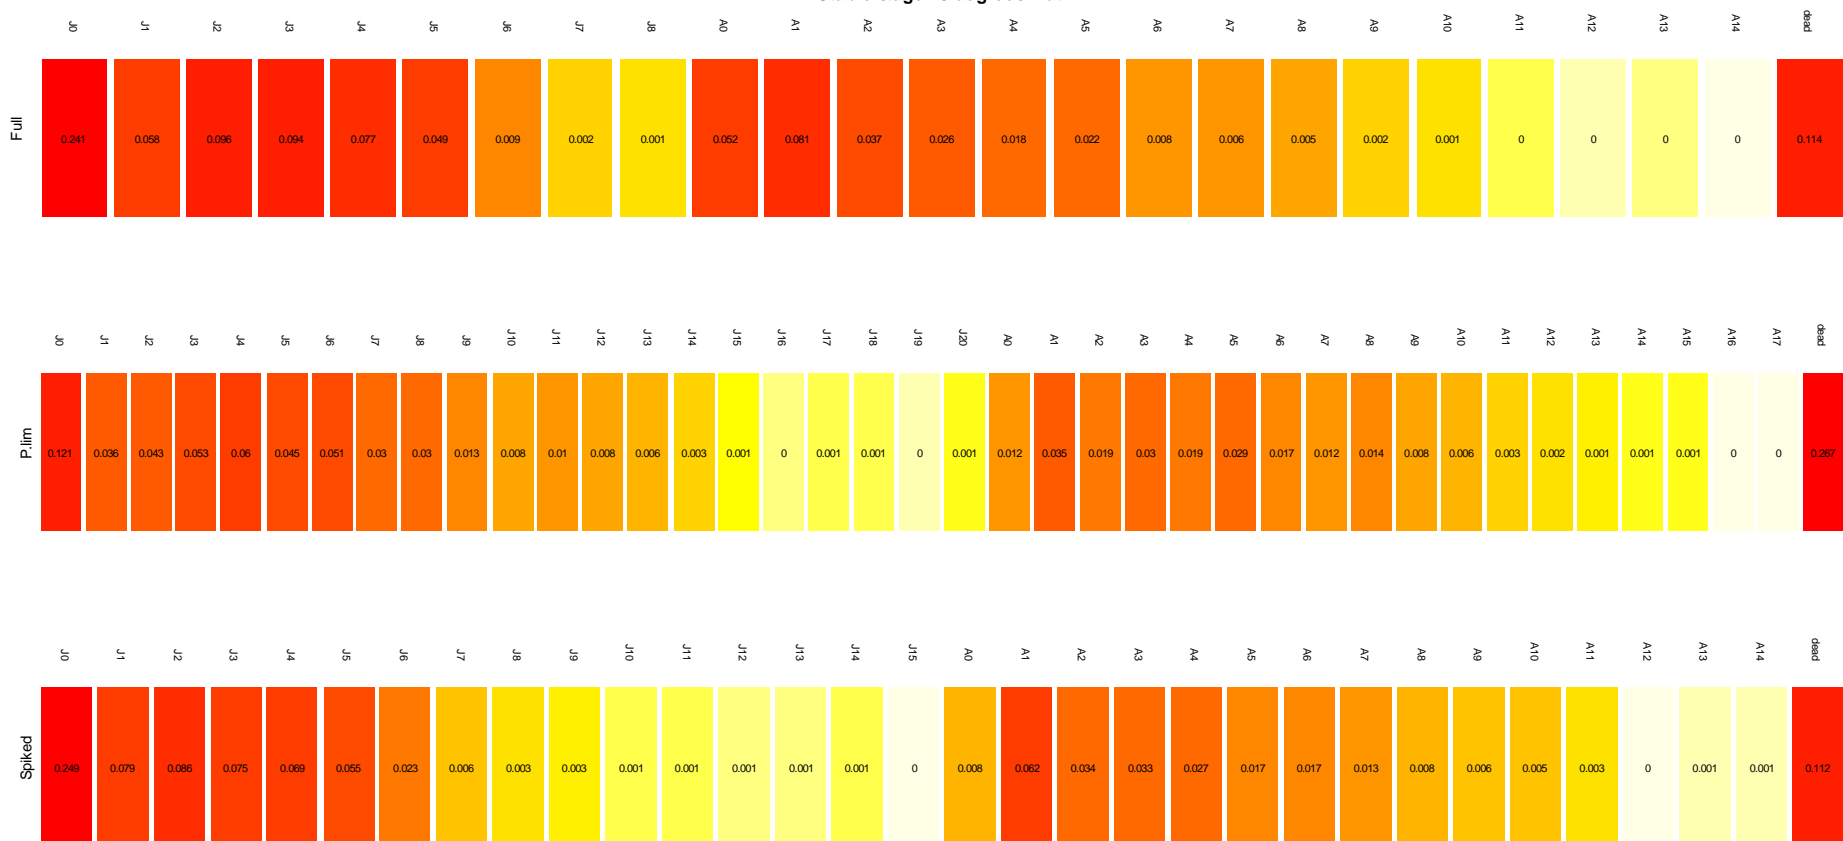 J0 J1 J2 J3 J4 J5 J6 J7 J8 A0 A1 A2 A3 A4 A5 A6 A7 A8 A9 A10 A11 A12 A13 A14 dead
Full 0.241 0.058 0.096 0.094 0.077 0.049 0.009 0.002 0.001 0.052 0.081 0.037 0.026 0.018 0.022 0.008 0.006 0.005 0.002 0.001 0 0 0 0 0.114
J0 J1 J2 J3 J4 J5 J6 J7 J8 J9 J10 J11 J12 J13 J14 J15 J16 J17 J18 J19 J20 A0 A1 A2 A3 A4 A5 A6 A7 A8 A9 A10 A11 A12 A13 A14 A15 A16 A17 dead
P.lim 0.121 0.036 0.043 0.053 0.06 0.045 0.051 0.03 0.03 0.013 0.008 0.01 0.008 0.006 0.003 0.001 0 0.001 0.001 0 0.001 0.012 0.035 0.019 0.03 0.019 0.029 0.017 0.012 0.014 0.008 0.006 0.003 0.002 0.001 0.001 0.001 0 0 0.267
J0 J1 J2 J3 J4 J5 J6 J7 J8 J9 J10 J11 J12 J13 J14 J15 A0 A1 A2 A3 A4 A5 A6 A7 A8 A9 A10 A11 A12 A13 A14 dead
Spiked 0.249 0.079 0.086 0.075 0.069 0.055 0.023 0.006 0.003 0.003 0.001 0.001 0.001 0.001 0.001 0 0.008 0.062 0.034 0.033 0.027 0.017 0.017 0.013 0.008 0.006 0.005 0.003 0 0.001 0.001 0.112